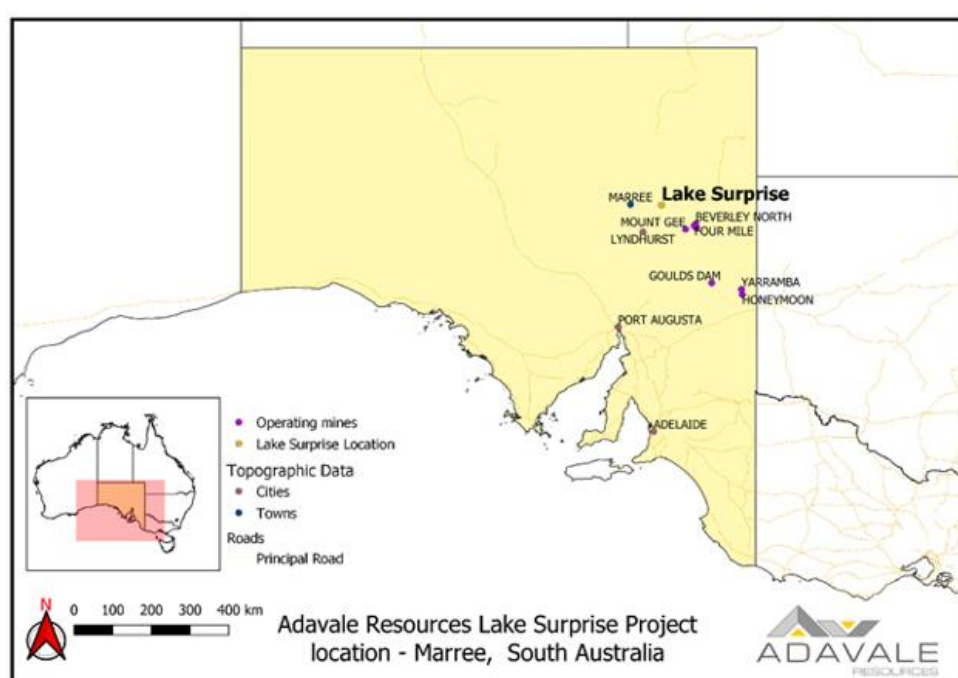 MARREE
Lake Surprise
BEVERLEY NORTH
MOUNT GEE
FOUR MILE
LYNDHURST
GOULDS DAM
YARRAMBA
HONEYMOON
PORT AUGUSTA
ADELAIDE
Operating mines
Lake Surprise Location
Topographic Data
Cities
Towns
Roads
Principal Road
N
0 100 200 300 400 km
Adavale Resources Lake Surprise Project
location - Marree, South Australia
ADAVALE
RESOURCES